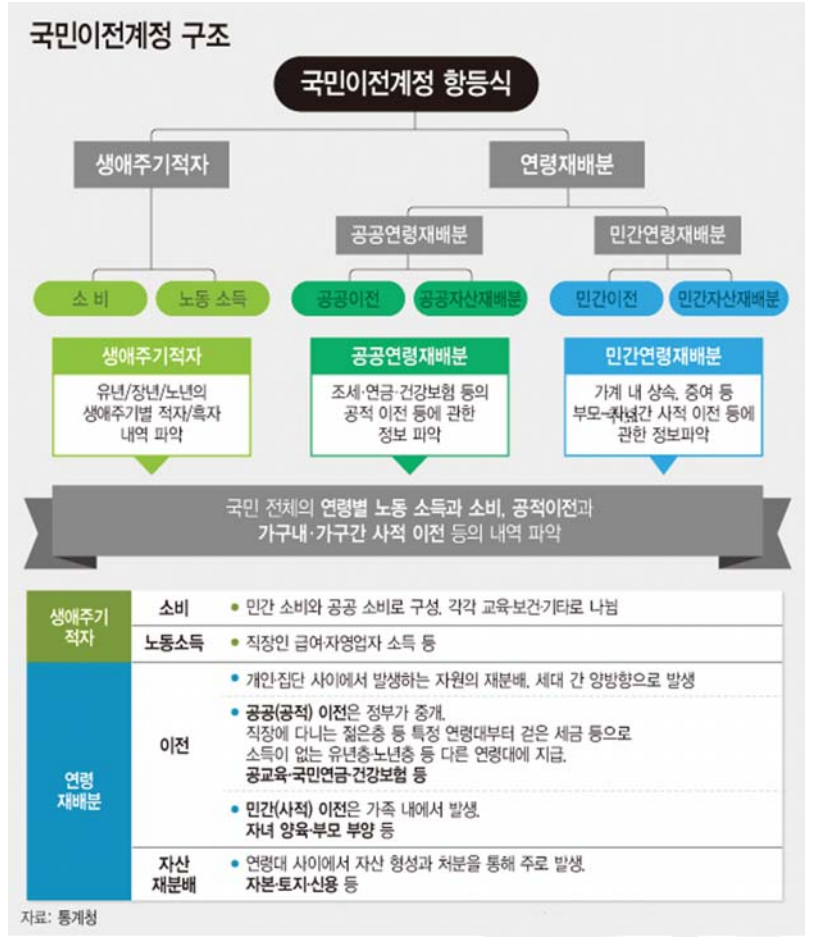 국민이전계정 구조
국민이전계정 항등식
생애주기적자
연령재배분
공공연령재배분
민간연령재배분
소 비
노동 소득
공공이전
공공자산재배분
민간이전
민간자산재배분
생애주기적자
유년/장년/노년의
생애주기별 적자/흑자
내역 파악
공공연령재배분
조세·연금·건강보험 등의
공적 이전 등에 관한
정보 파악
민간연령재배분
가계 내 상속, 증여 등
부모-자녀간 사적 이전 등에
관한 정보파악
국민 전체의 연령별 노동 소득과 소비, 공적이전과
가구내·가구간 사적 이전 등의 내역 파악
생애주기
적자
소비
• 민간 소비와 공공 소비로 구성, 각각 교육·보건·기타로 나뉨
노동소득
• 직장인 급여·자영업자 소득 등
연령
재배분
이전
• 개인·집단 사이에서 발생하는 자원의 재분배, 세대 간 양방향으로 발생
• 공공(공적) 이전은 정부가 중개.
직장에 다니는 젊은층 등 특정 연령대부터 걷은 세금 등으로
소득이 없는 유년층·노년층 등 다른 연령대에 지급.
공교육·국민연금·건강보험 등
• 민간(사적) 이전은 가족 내에서 발생.
자녀 양육·부모 부양 등
자산
재분배
• 연령대 사이에서 자산 형성과 처분을 통해 주로 발생.
자본·토지·신용 등
자료: 통계청